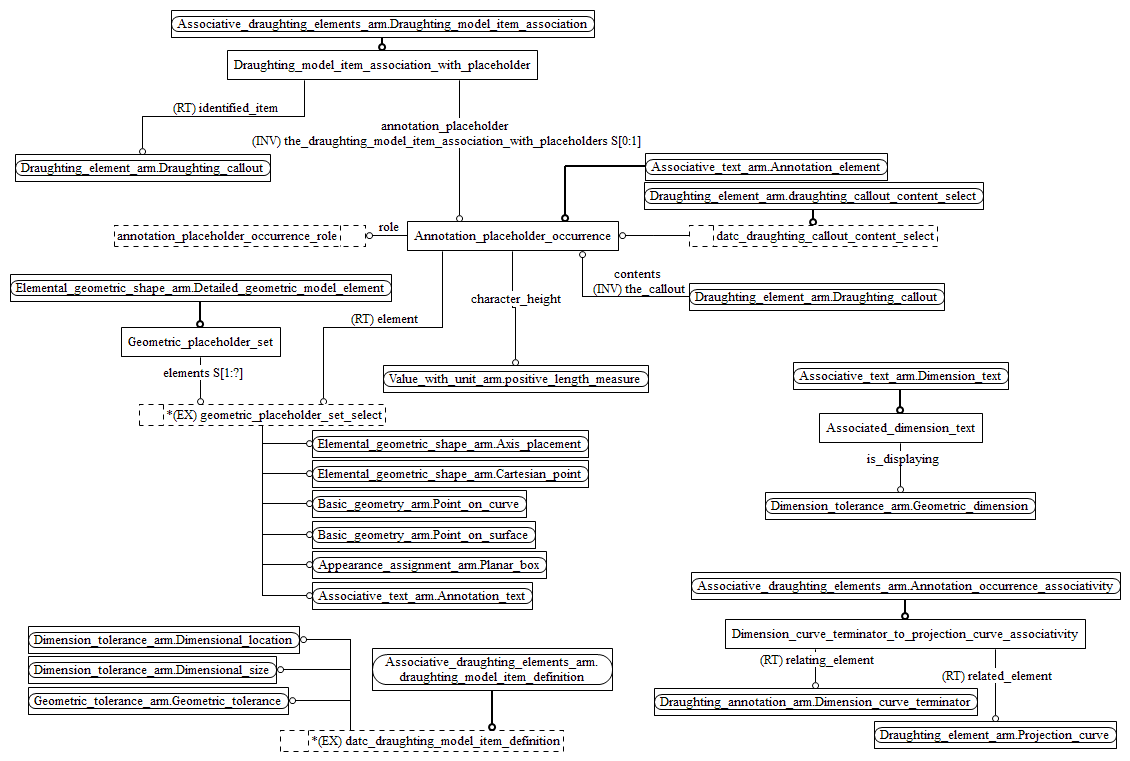 Associative_draughting_elements_arm.Draughting_model_item_association
Draughting_model_item_association_with_placeholder
(RT) identified_item
annotation_placeholder
(INV) the_draughting_model_item_association_with_placeholders S[0:1]
Draughting_element_arm.Draughting_callout
Associative_text_arm.Annotation_element
Draughting_element_arm.draughting_callout_content_select
annotation_placeholder_occurrence_role
role
Annotation_placeholder_occurrence
datc_draughting_callout_content_select
Elemental_geometric_shape_arm.Detailed_geometric_model_element
contents
(INV) the_callout
Draughting_element_arm.Draughting_callout
character_height
(RT) element
Geometric_placeholder_set
elements S[1:?]
Value_with_unit_arm.positive_length_measure
Associative_text_arm.Dimension_text
*(EX) geometric_placeholder_set_select
Associated_dimension_text
Elemental_geometric_shape_arm.Axis_placement
is_displaying
Elemental_geometric_shape_arm.Cartesian_point
Basic_geometry_arm.Point_on_curve
Dimension_tolerance_arm.Geometric_dimension
Basic_geometry_arm.Point_on_surface
Appearance_assignment_arm.Planar_box
Associative_text_arm.Annotation_text
Associative_draughting_elements_arm.Annotation_occurrence_associativity
Dimension_curve_terminator_to_projection_curve_associativity
Dimension_tolerance_arm.Dimensional_location
Dimension_tolerance_arm.Dimensional_size
Geometric_tolerance_arm.Geometric_tolerance
Associative_draughting_elements_arm.
draughting_model_item_definition
(RT) relating_element
(RT) related_element
Draughting_annotation_arm.Dimension_curve_terminator
Draughting_element_arm.Projection_curve
*(EX) datc_draughting_model_item_definition